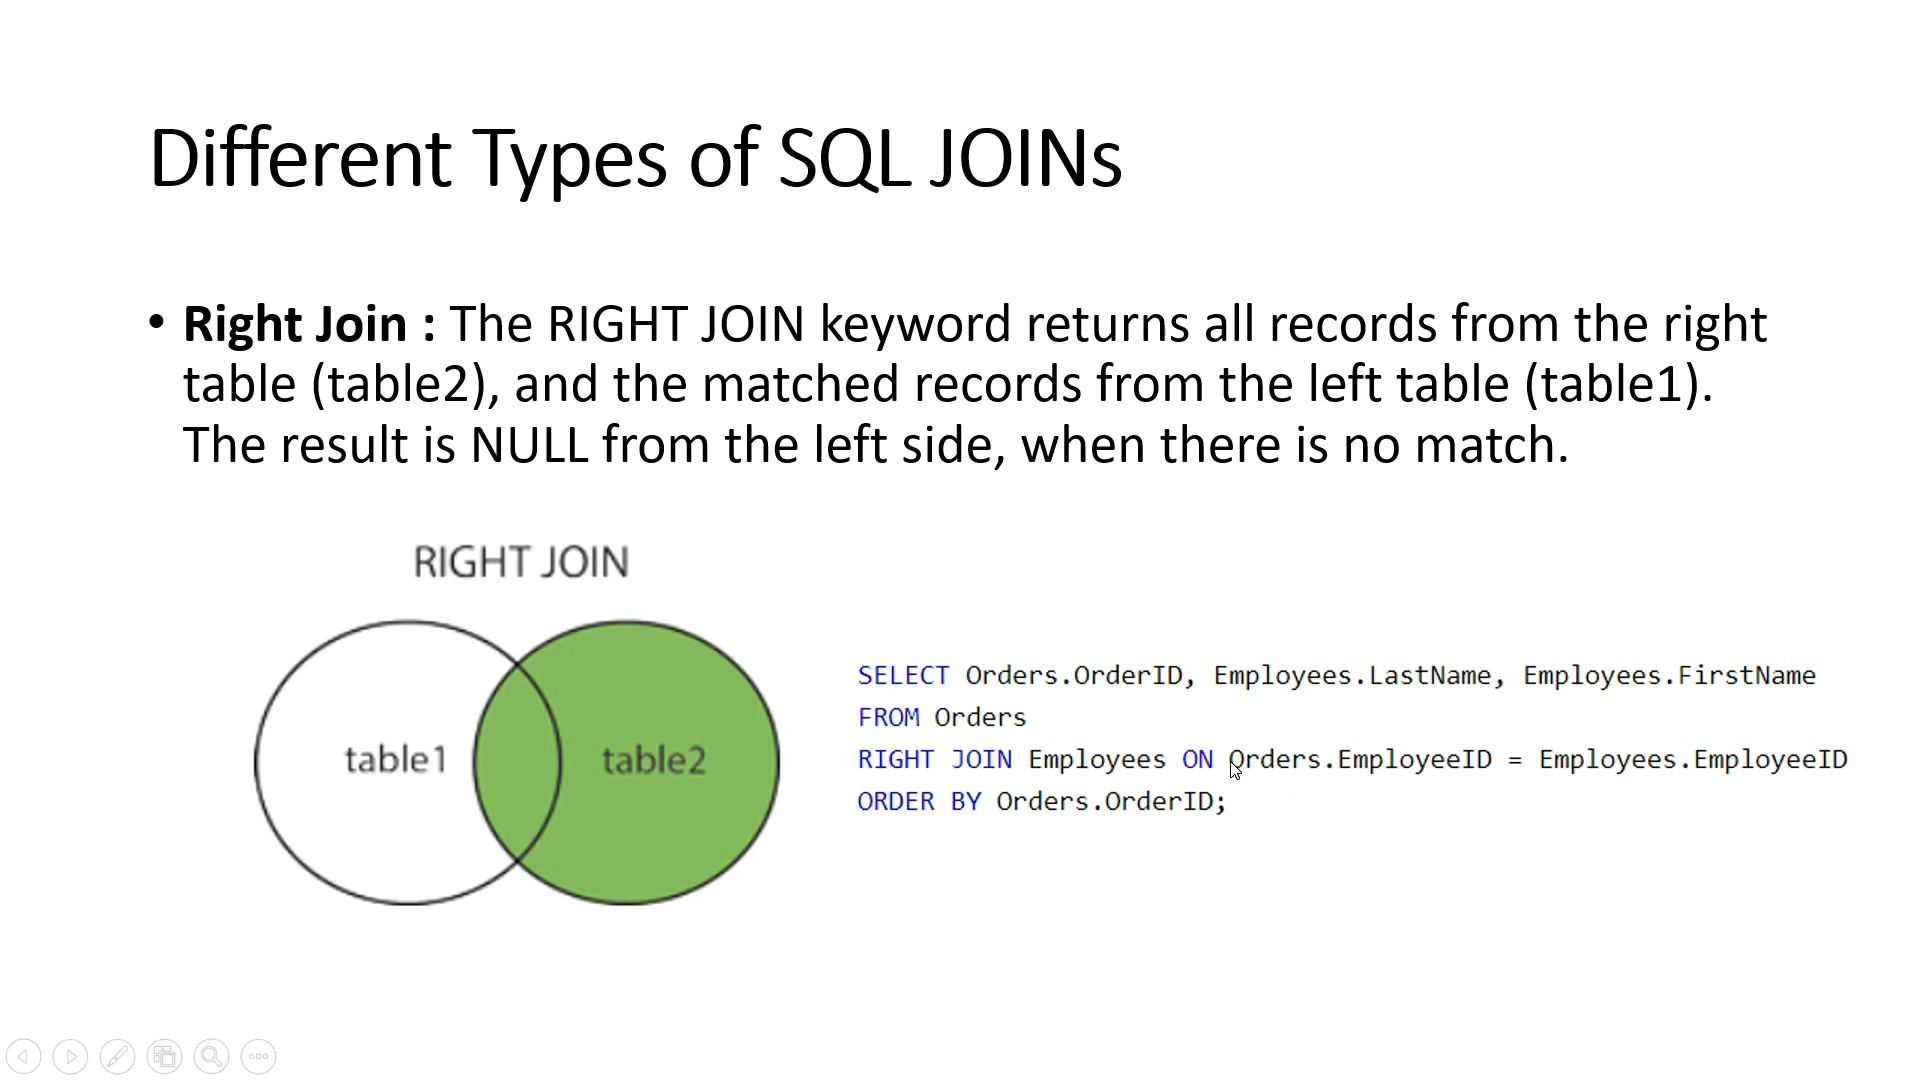 Different Types of SQL JOINs
• Right Join : The RIGHT JOIN keyword returns all records from the right
table (table2), and the matched records from the left table (table1).
The result is NULL from the left side, when there is no match.
RIGHT JOIN
table1
table2
SELECT Orders.OrderID, Employees.LastName, Employees.FirstName
FROM Orders
RIGHT JOIN Employees ON Orders.EmployeeID = Employees.EmployeeID
ORDER BY Orders.OrderID;